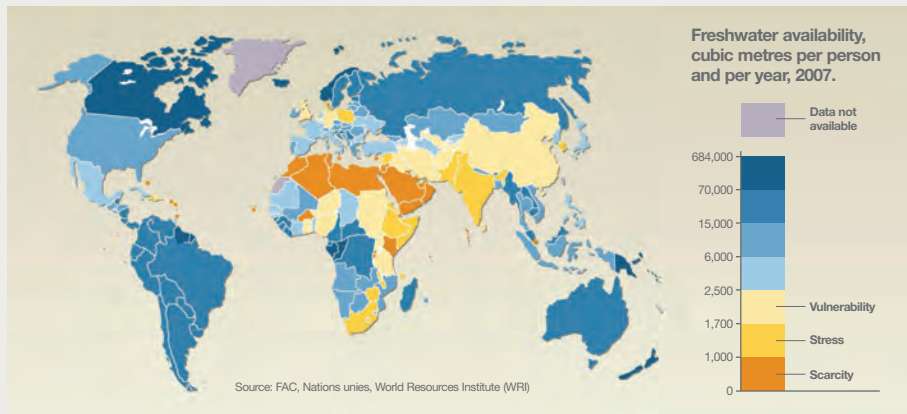 Freshwater availability,
cubic metres per person
and per year, 2007.
Data not
available
684,000
70,000
15,000
6,000
2,500
Vulnerability
1,700
Stress
1,000
Scarcity
0
Source: FAC, Nations unies, World Resources Institute (WRI)